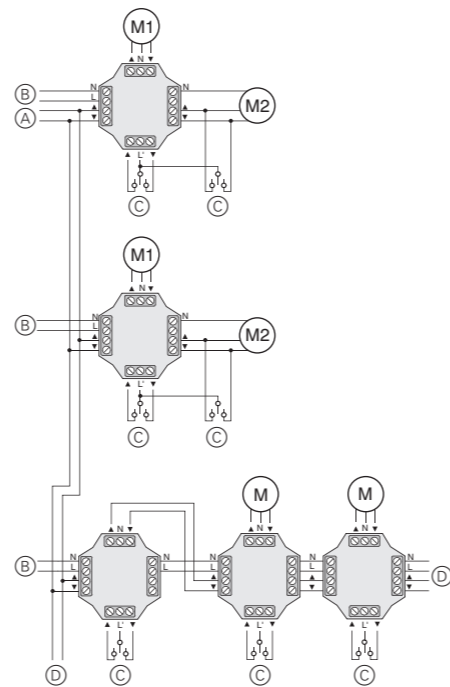 M1
▲ N ▼
B N N
L
A ▲ ▲ M2
▼ ▼
▲ L' ▼
C C
M1
▲ N ▼
B N N
L
▲ ▲ M2
▼ ▼
▲ L' ▼
C C
M M
▲ N ▼ ▲ N ▼ ▲ N ▼
B N N N N N
L L L L L
▲ ▲ ▲ ▲ D
▼ ▼ ▼ ▼
▲ L' ▼ ▲ L' ▼ ▲ L' ▼
D C C C